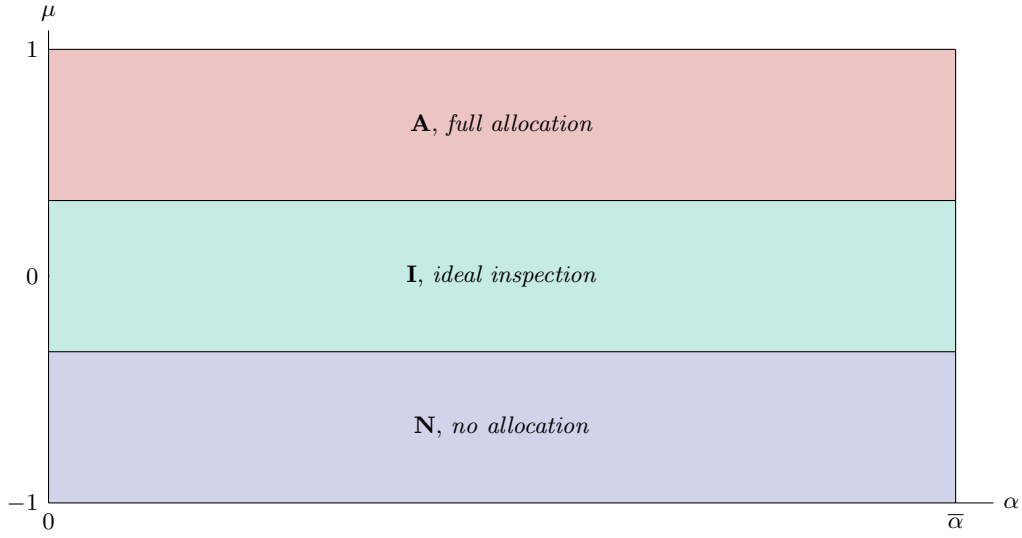 μ
1
A, full allocation
0
I, ideal inspection
N, no allocation
−1
α
0
α̅